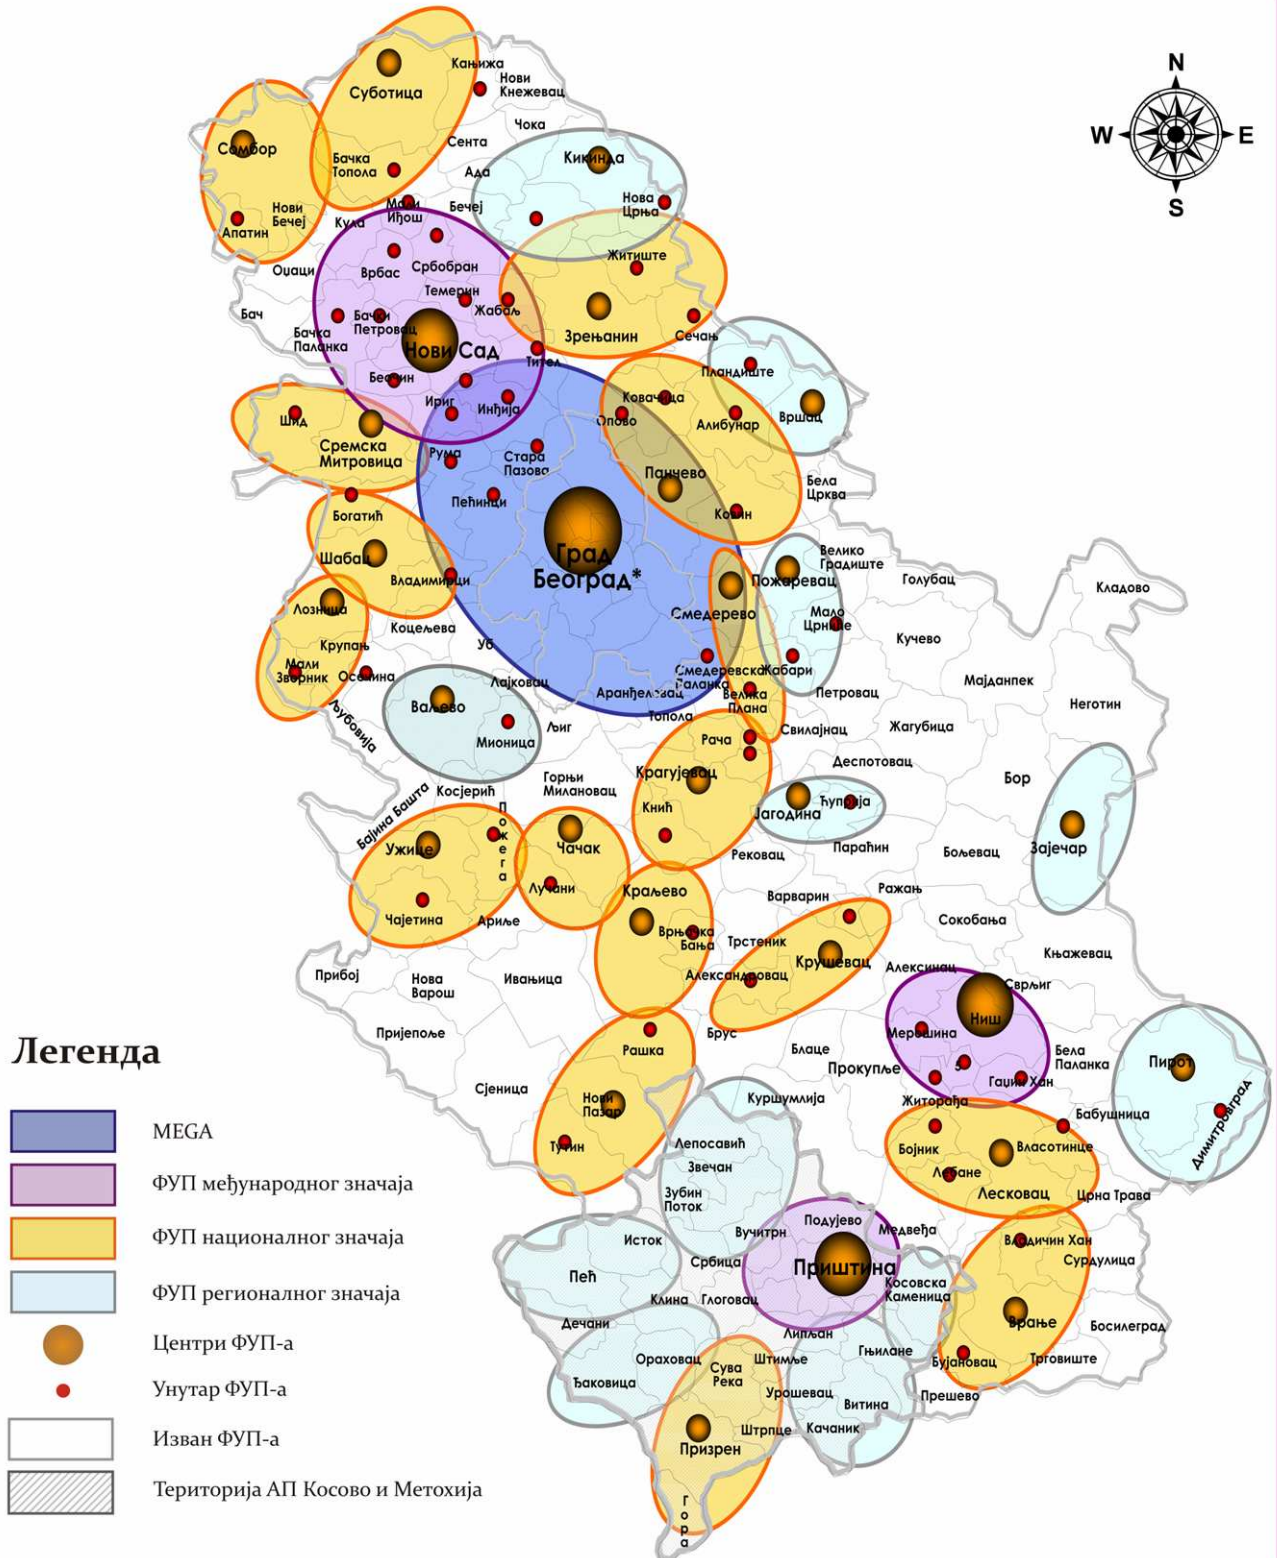 N
W
E
S
Кањижа
Нови
Кнежевац
Суботица
Чока
Сента
Сомбор
Бачка
Топола
Кикинда
Ада
Нова
Црња
Мали
Иђош
Бечеј
Нови
Бечеј
Апатин
Кула
Оџаци
Врбас
Србобран
Житиште
Темерин
Жабаљ
Бач
Бачка
Паланка
Бачки
Петровац
Зрењанин
Сечањ
Нови Сад
Тител
Пландиште
Беочин
Ириг
Инђија
Ковачица
Опово
Алибунар
Вршац
Шид
Сремска
Митровица
Рума
Стара
Пазова
Панчево
Бела
Црква
Пећинци
Ковин
Богатић
Град
Београд*
Шабац
Владимирци
Велико
Градиште
Пожаревац
Голубац
Кладово
Лозница
Смедерево
Мало
Црниће
Коцељева
Уб
Кучево
Крупањ
Мали
Зворник
Осечина
Лајковац
Аранђеловац
Смедеревска
Паланка
Жабари
Велика
Плана
Петровац
Мајданпек
Неготин
Љубовија
Ваљево
Мионица
Љиг
Топола
Свилајнац
Жагубица
Рача
Деспотовац
Крагујевац
Бор
Горњи
Милановац
Косјерић
Бајина Башта
Пожега
Кнић
Јагодина
Ћуприја
Ужице
Чачак
Рековац
Параћин
Бољевац
Зајечар
Лучани
Краљево
Варварин
Ражањ
Чајетина
Ариље
Врњачка
Бања
Трстеник
Сокобања
Крушевац
Књажевац
Прибој
Нова
Варош
Ивањица
Александровац
Алексинац
Сврљиг
Ниш
Пријепоље
Рашка
Брус
Блаце
Мерошина
Прокупље
5
Гаџин Хан
Бела
Паланка
Пирот
Сјеница
Нови
Пазар
Куршумлија
Житорађа
Бабушница
Димитровград
Тутин
Лепосавић
Звечан
Бојник
Власотинце
Лебане
Зубин
Поток
Лесковац
Црна Трава
Подујево
Вучитрн
Медвеђа
Исток
Србица
Владичин Хан
Сурдулица
Пећ
Приштина
Косовска
Каменица
Клина
Глоговац
Дечани
Липљан
Врање
Босилеград
Ораховац
Сува
Река
Штимље
Гњилане
Бујановац
Трговиште
Ђаковица
Урошевац
Витина
Прешево
Призрен
Штрпце
Качаник
Гора
Легенда
MEGA
ФУП међународног значаја
ФУП националног значаја
ФУП регионалног значаја
Центри ФУП-а
Унутар ФУП-а
Изван ФУП-а
Територија АП Косово и Метохија